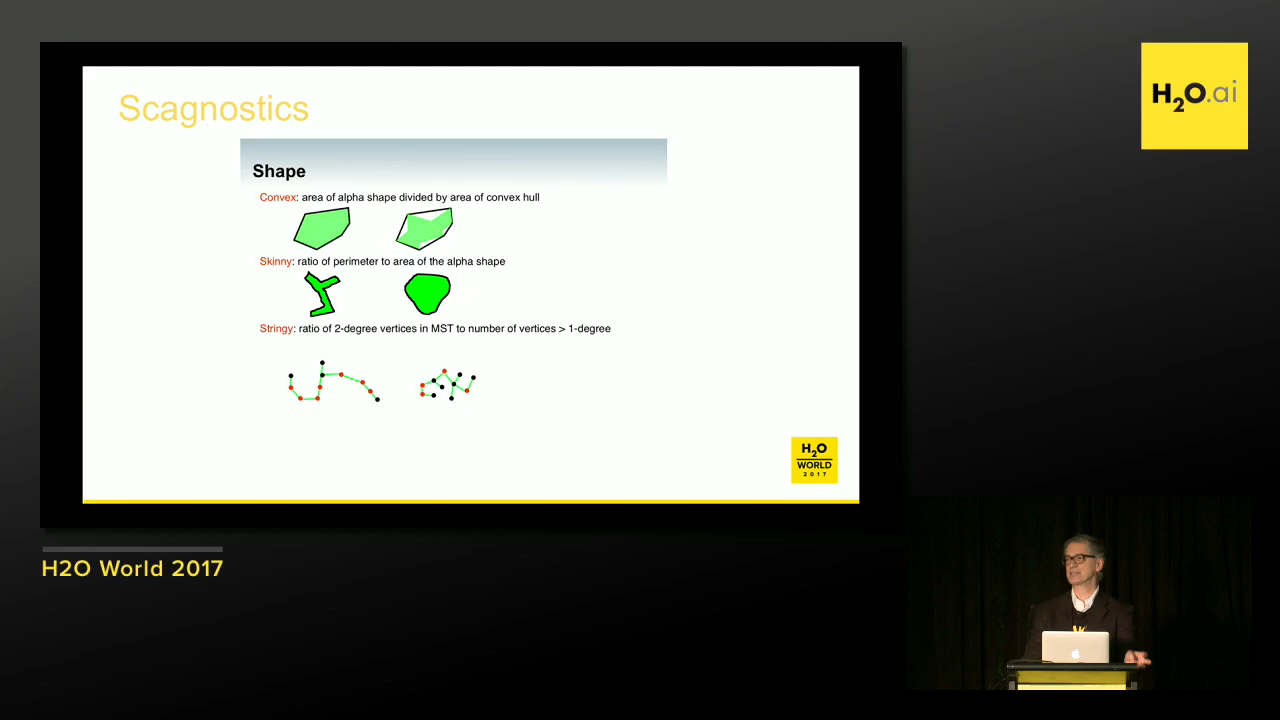 Scagnostics
Shape
Convex: area of alpha shape divided by area of convex hull
Skinny: ratio of perimeter to area of the alpha shape
Stringy: ratio of 2-degree vertices in MST to number of vertices > 1-degree
H2O
WORLD
2017
H2O.ai
H2O World 2017